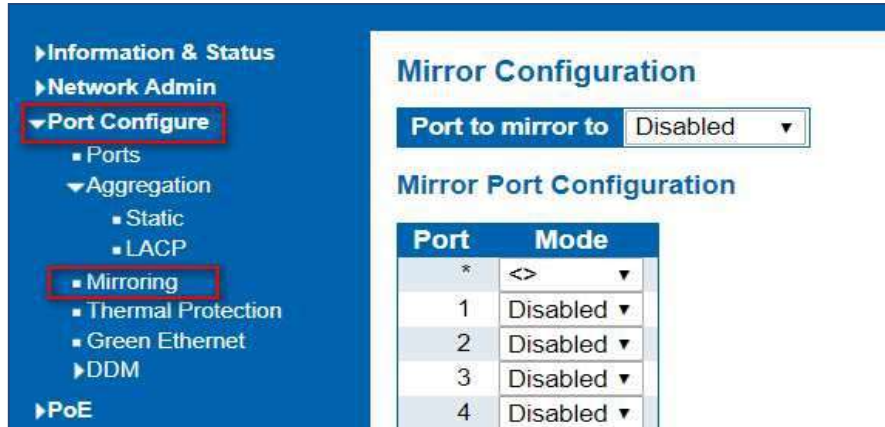 Information & Status
Network Admin
Port Configure
Ports
Aggregation
Static
LACP
Mirroring
Thermal Protection
Green Ethernet
DDM
PoE
Mirror Configuration
Port to mirror to Disabled
Mirror Port Configuration
Port Mode
* <>
1 Disabled
2 Disabled
3 Disabled
4 Disabled